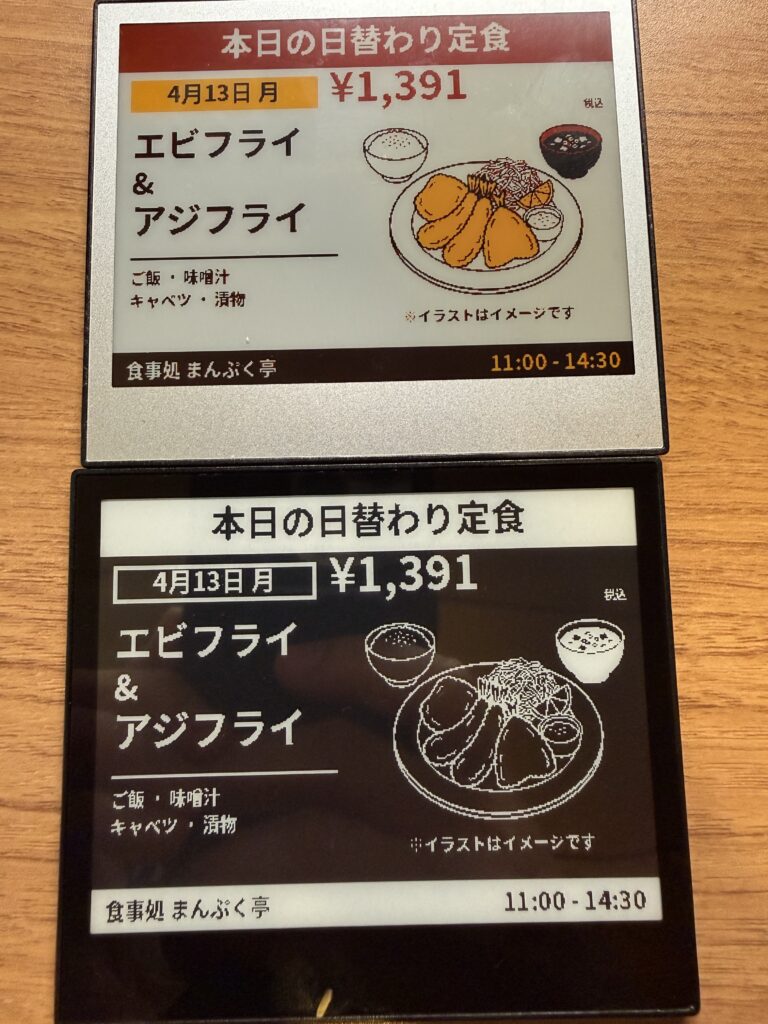 本日の日替わり定食
4月13日 月
¥1,391
税込
エビフライ
&
アジフライ
ご飯・味噌汁
キャベツ・漬物
※イラストはイメージです
食事処 まんぷく亭
11:00 - 14:30
本日の日替わり定食
4月13日 月
¥1,391
税込
エビフライ
&
アジフライ
ご飯・味噌汁
キャベツ・漬物
※イラストはイメージです
食事処 まんぷく亭
11:00 - 14:30